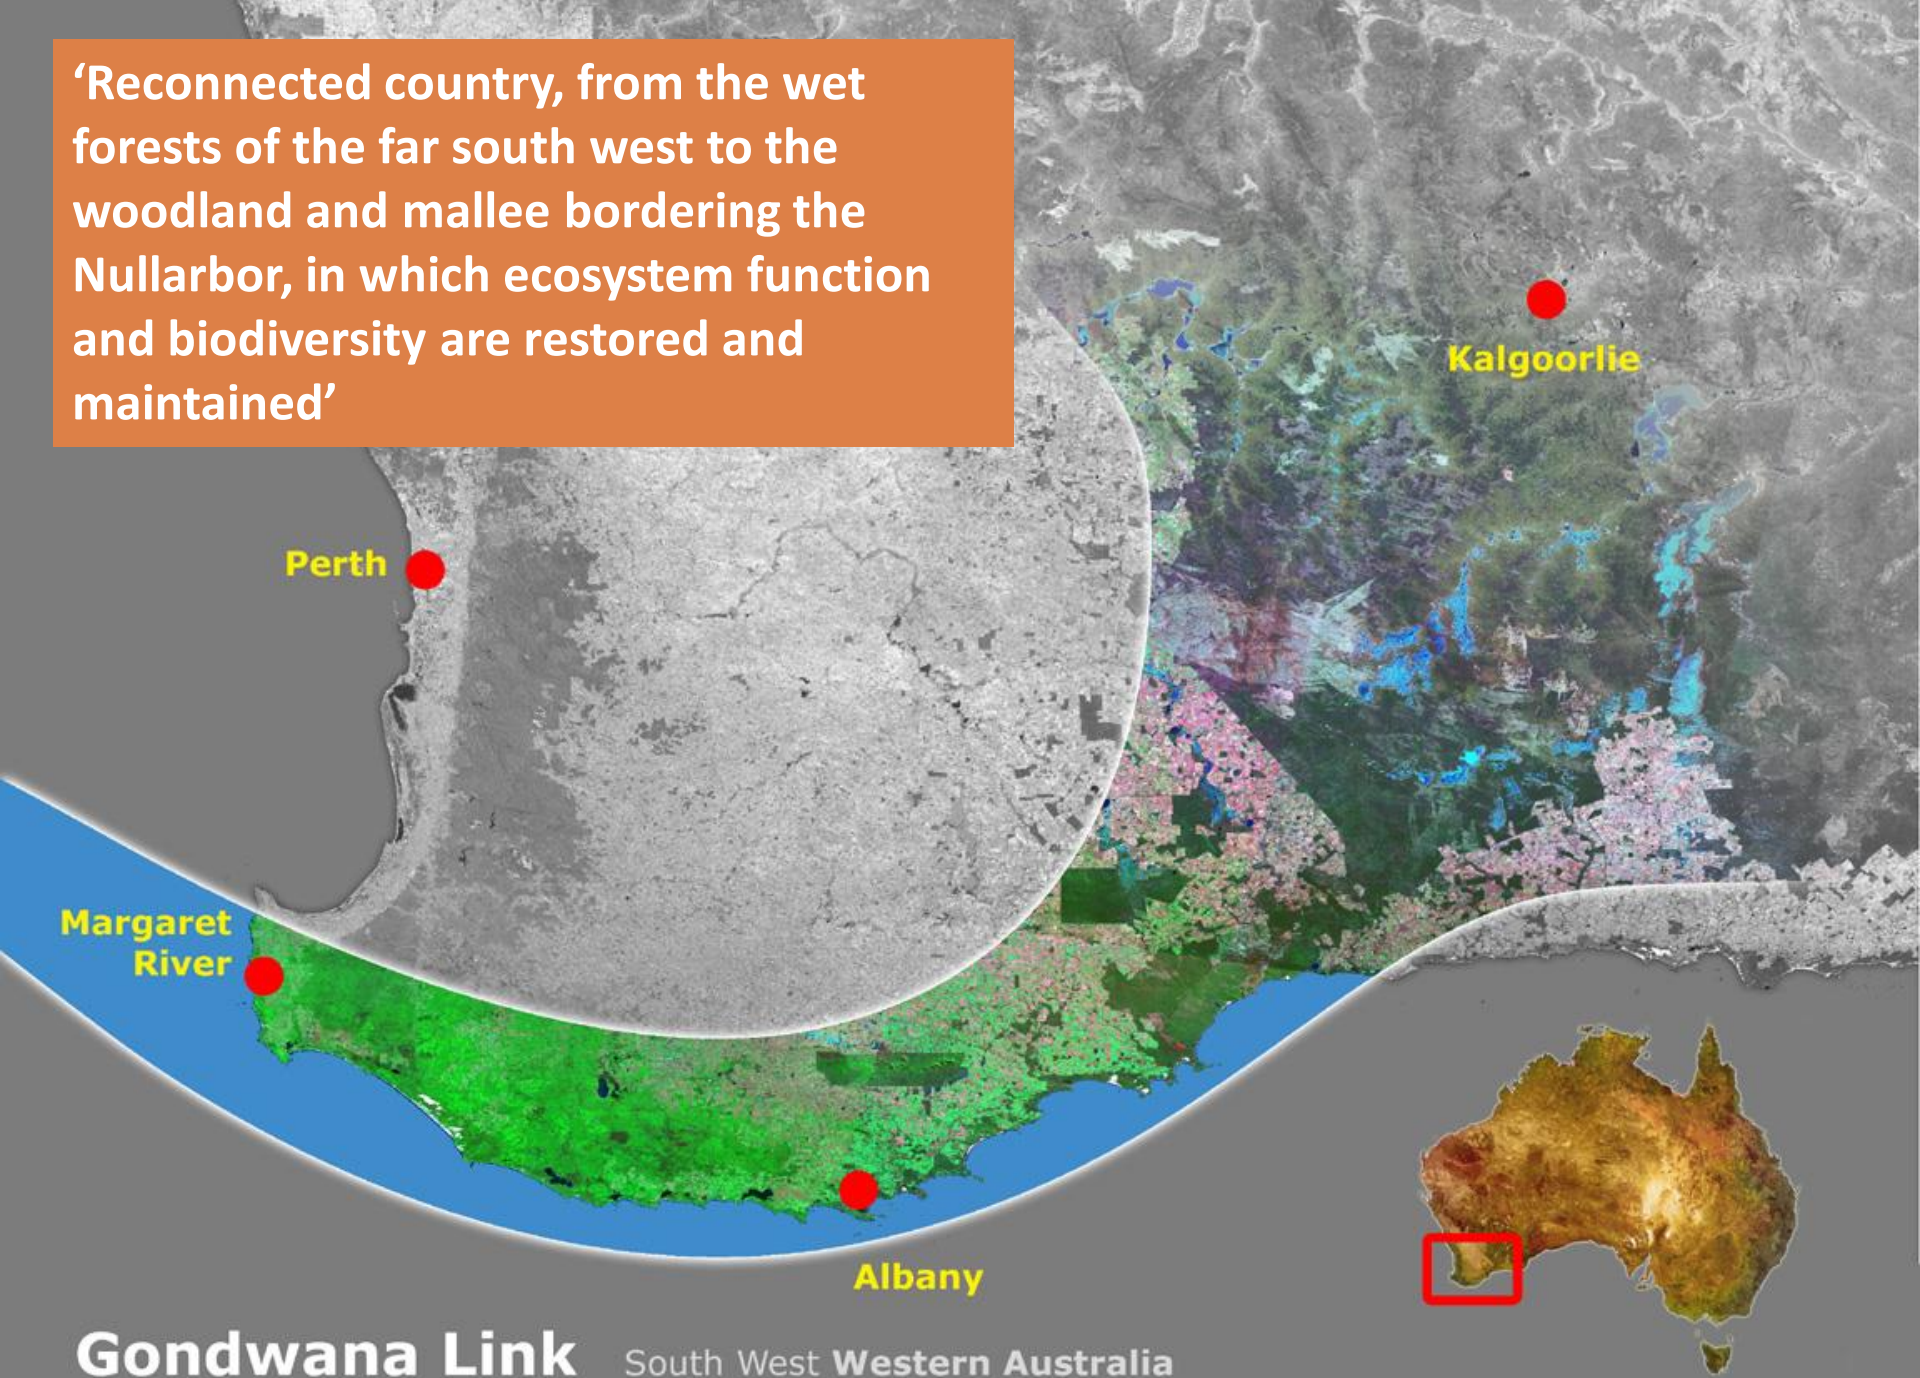 ‘Reconnected country, from the wet
forests of the far south west to the
woodland and mallee bordering the
Nullarbor, in which ecosystem function
and biodiversity are restored and
maintained’
Kalgoorlie
Perth
Margaret
River
Albany
Gondwana Link South West Western Australia